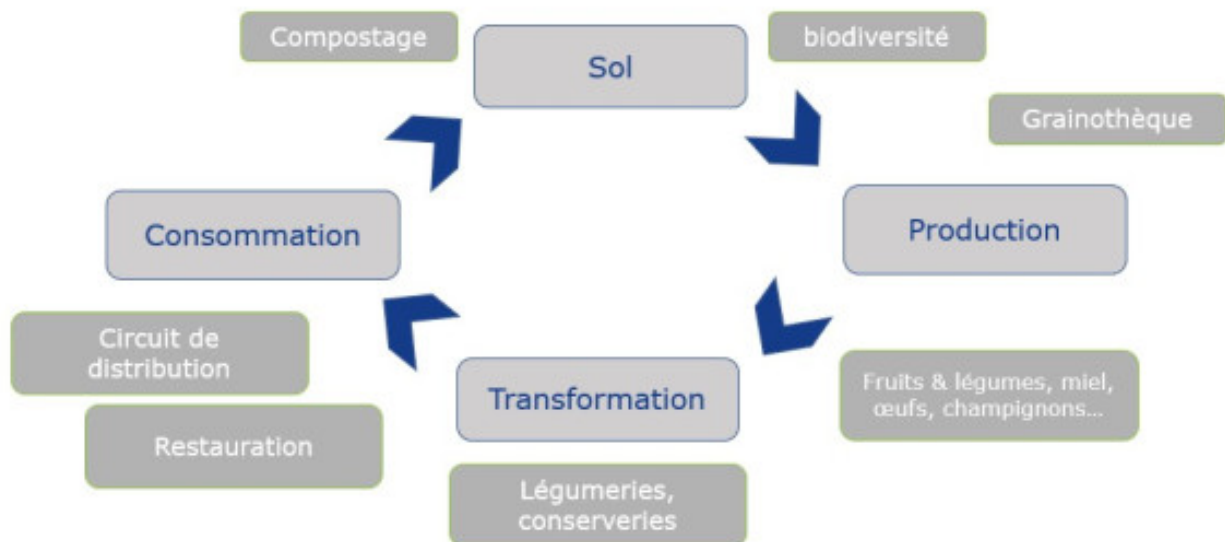 Compostage
Sol
biodiversité
Grainothèque
Consommation
Production
Circuit de
distribution
Transformation
Fruits & légumes, miel,
œufs, champignons...
Restauration
Légumeries,
conserveries